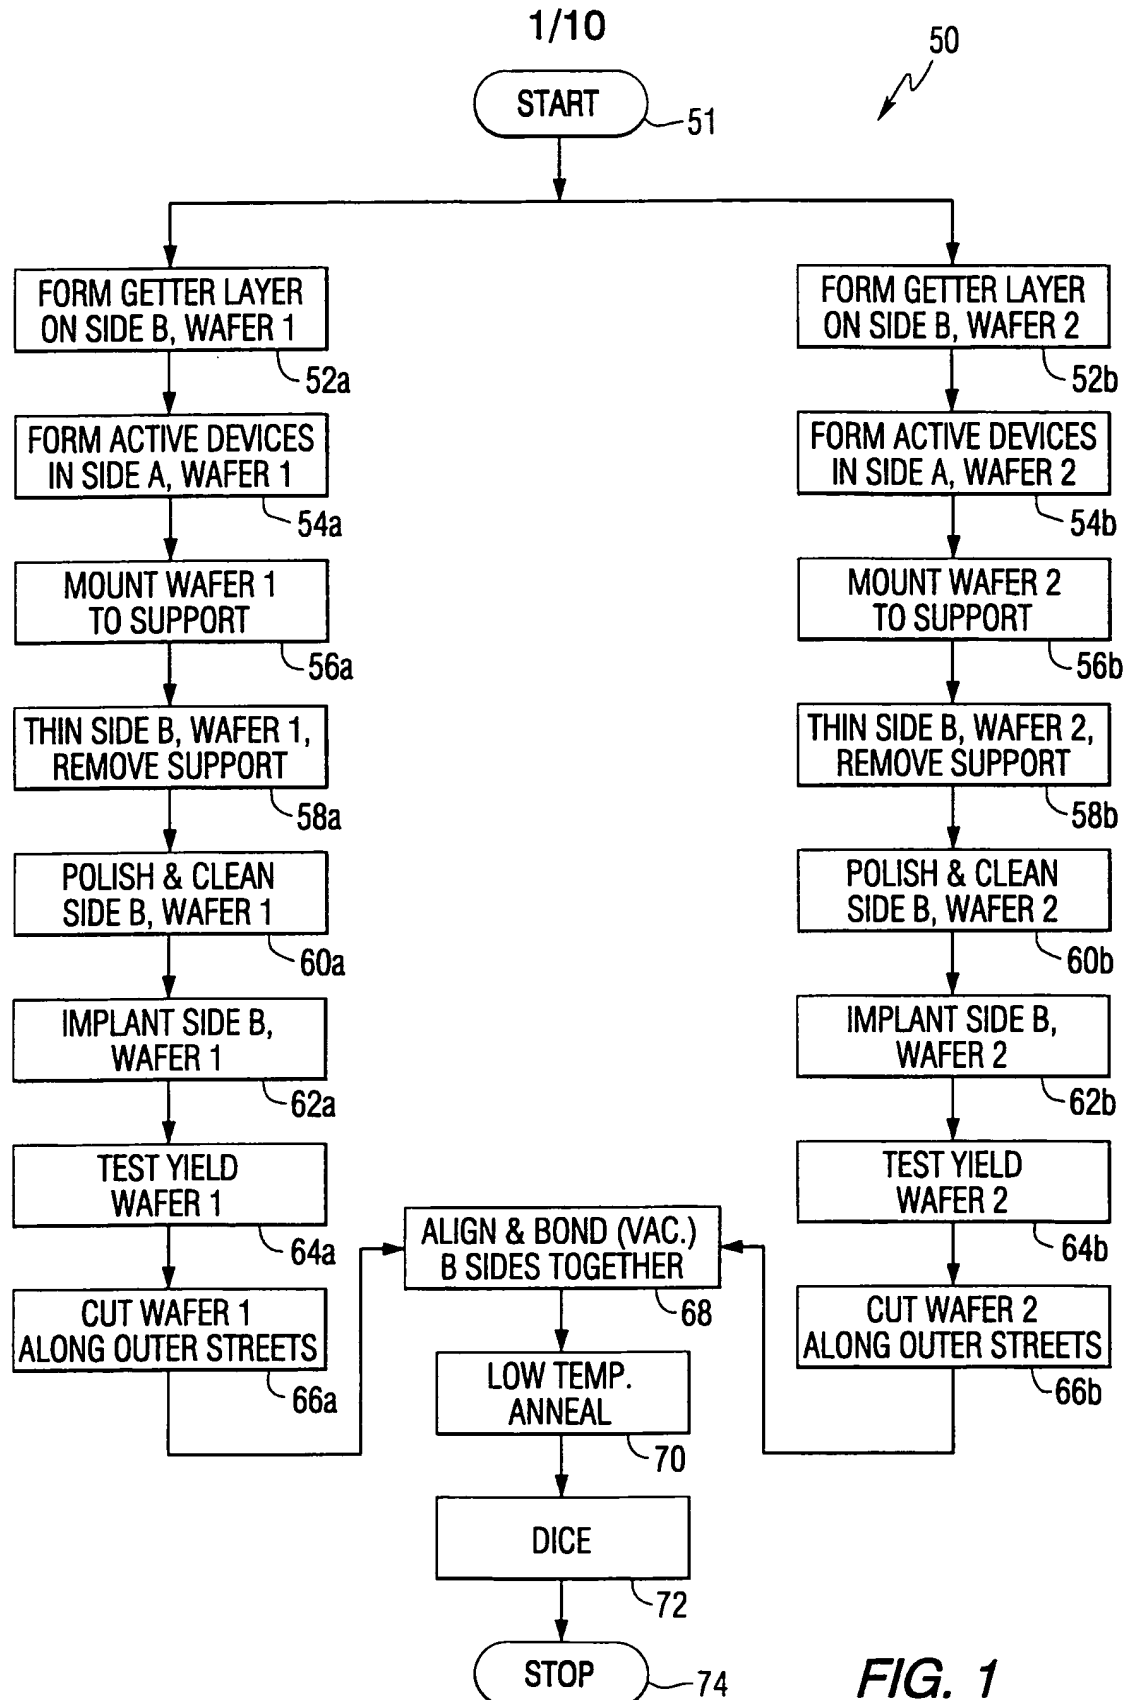 1/10
50
START
51
FORM GETTER LAYER
ON SIDE B, WAFER 1
52a
FORM ACTIVE DEVICES
IN SIDE A, WAFER 1
54a
MOUNT WAFER 1
TO SUPPORT
56a
THIN SIDE B, WAFER 1,
REMOVE SUPPORT
58a
POLISH & CLEAN
SIDE B, WAFER 1
60a
IMPLANT SIDE B,
WAFER 1
62a
TEST YIELD
WAFER 1
64a
CUT WAFER 1
ALONG OUTER STREETS
66a
FORM GETTER LAYER
ON SIDE B, WAFER 2
52b
FORM ACTIVE DEVICES
IN SIDE A, WAFER 2
54b
MOUNT WAFER 2
TO SUPPORT
56b
THIN SIDE B, WAFER 2,
REMOVE SUPPORT
58b
POLISH & CLEAN
SIDE B, WAFER 2
60b
IMPLANT SIDE B,
WAFER 2
62b
TEST YIELD
WAFER 2
64b
CUT WAFER 2
ALONG OUTER STREETS
66b
ALIGN & BOND (VAC.)
B SIDES TOGETHER
68
LOW TEMP.
ANNEAL
70
DICE
72
STOP
74
FIG. 1